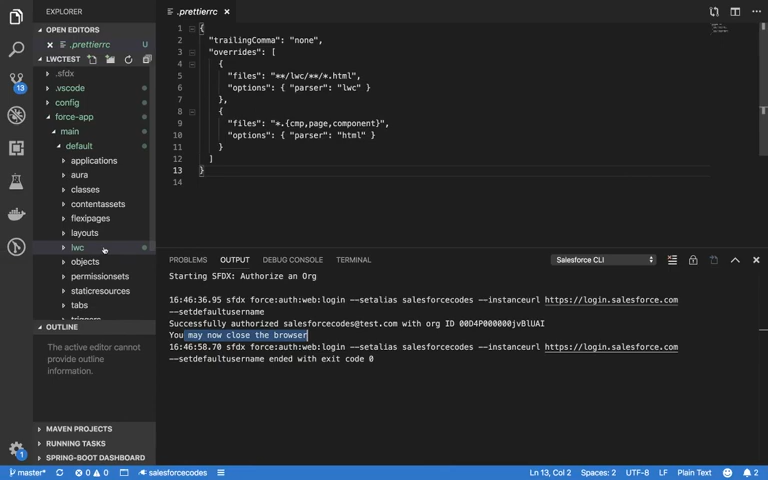 EXPLORER
OPEN EDITORS
.prettierrc U
LWCTEST
.sfdx
.vscode
config
force-app
main
default
applications
aura
classes
contentassets
flexipages
layouts
lwc
objects
permissionsets
staticresources
tabs
OUTLINE
The active editor cannot
provide outline
information.
MAVEN PROJECTS
RUNNING TASKS
SPRING-BOOT DASHBOARD
13
1
.prettierrc
1 {
2 "trailingComma": "none",
3 "overrides": [
4 {
5 "files": "**/lwc/**/*.html",
6 "options": { "parser": "lwc" }
7 },
8 {
9 "files": "*.{cmp,page,component}",
10 "options": { "parser": "html" }
11 }
12 ]
13 }
14
PROBLEMS OUTPUT DEBUG CONSOLE TERMINAL Salesforce CLI
Starting SFDX: Authorize an Org
16:46:36.95 sfdx force:auth:web:login --setalias salesforcecodes --instanceurl https://login.salesforce.com
--setdefaultusername
Successfully authorized salesforcecodes@test.com with org ID 00D4P000000jvBlUAI
You may now close the browser
16:46:58.70 sfdx force:auth:web:login --setalias salesforcecodes --instanceurl https://login.salesforce.com
--setdefaultusername ended with exit code 0
master* 0 0 salesforcecodes Ln 13, Col 2 Spaces: 2 UTF-8 LF Plain Text 2